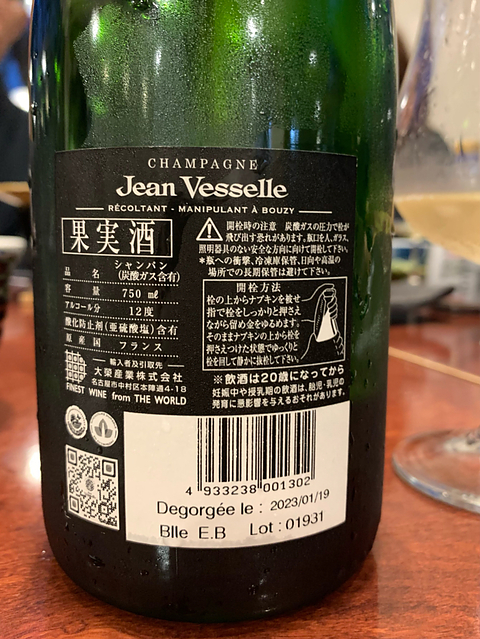 CHAMPAGNE
Jean Vesselle
RÉCOLTANT - MANIPULANT À BOUZY
果実酒
品名 シャンパン (炭酸ガス含有)
容量 750㎖
アルコール分 12度
酸化防止剤(亜硫酸塩)含有
原産国 フランス
輸入者及引取先
大榮産業株式会社
名古屋市中村区本陣通4-18
FINEST WINE from THE WORLD
開栓時の注意 炭酸ガスの圧力で栓が
飛び出す恐れがあります。瓶口を人、ガラス、
照明器具のない安全な方向に向けて開栓して下さい。
*瓶への衝撃、冷凍庫保管、日向や高温の
場所での長期保管は避けて下さい。
開栓方法
栓の上からナプキンを被せ
指で栓をしっかりと押さえ
ながら留め金をゆるめます。
そのままナプキンの上から栓を
押さえつけた状態でゆっくりと
栓を回して静かに抜栓して下さい。
※飲酒は20歳になってから
妊娠中や授乳期の飲酒は、胎児・乳児の
発育に悪影響を与えるおそれがあります。
4 933238 001302
Degorgée le : 2023/01/19
Blle E.B Lot : 01931